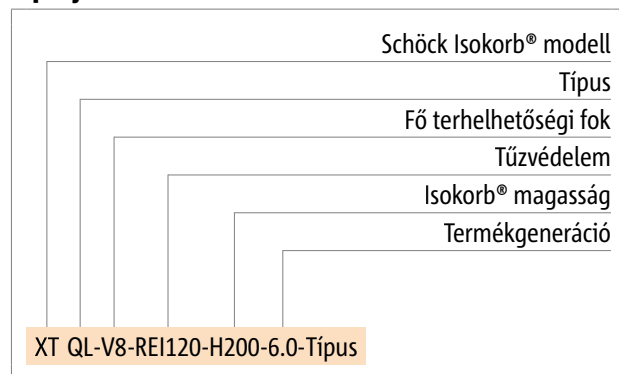 Schöck Isokorb® modell
Típus
Fő terhelhetőségi fok
Tűzvédelem
Isokorb® magasság
Termékgeneráció
XT QL-V8-REI120-H200-6.0-Típus